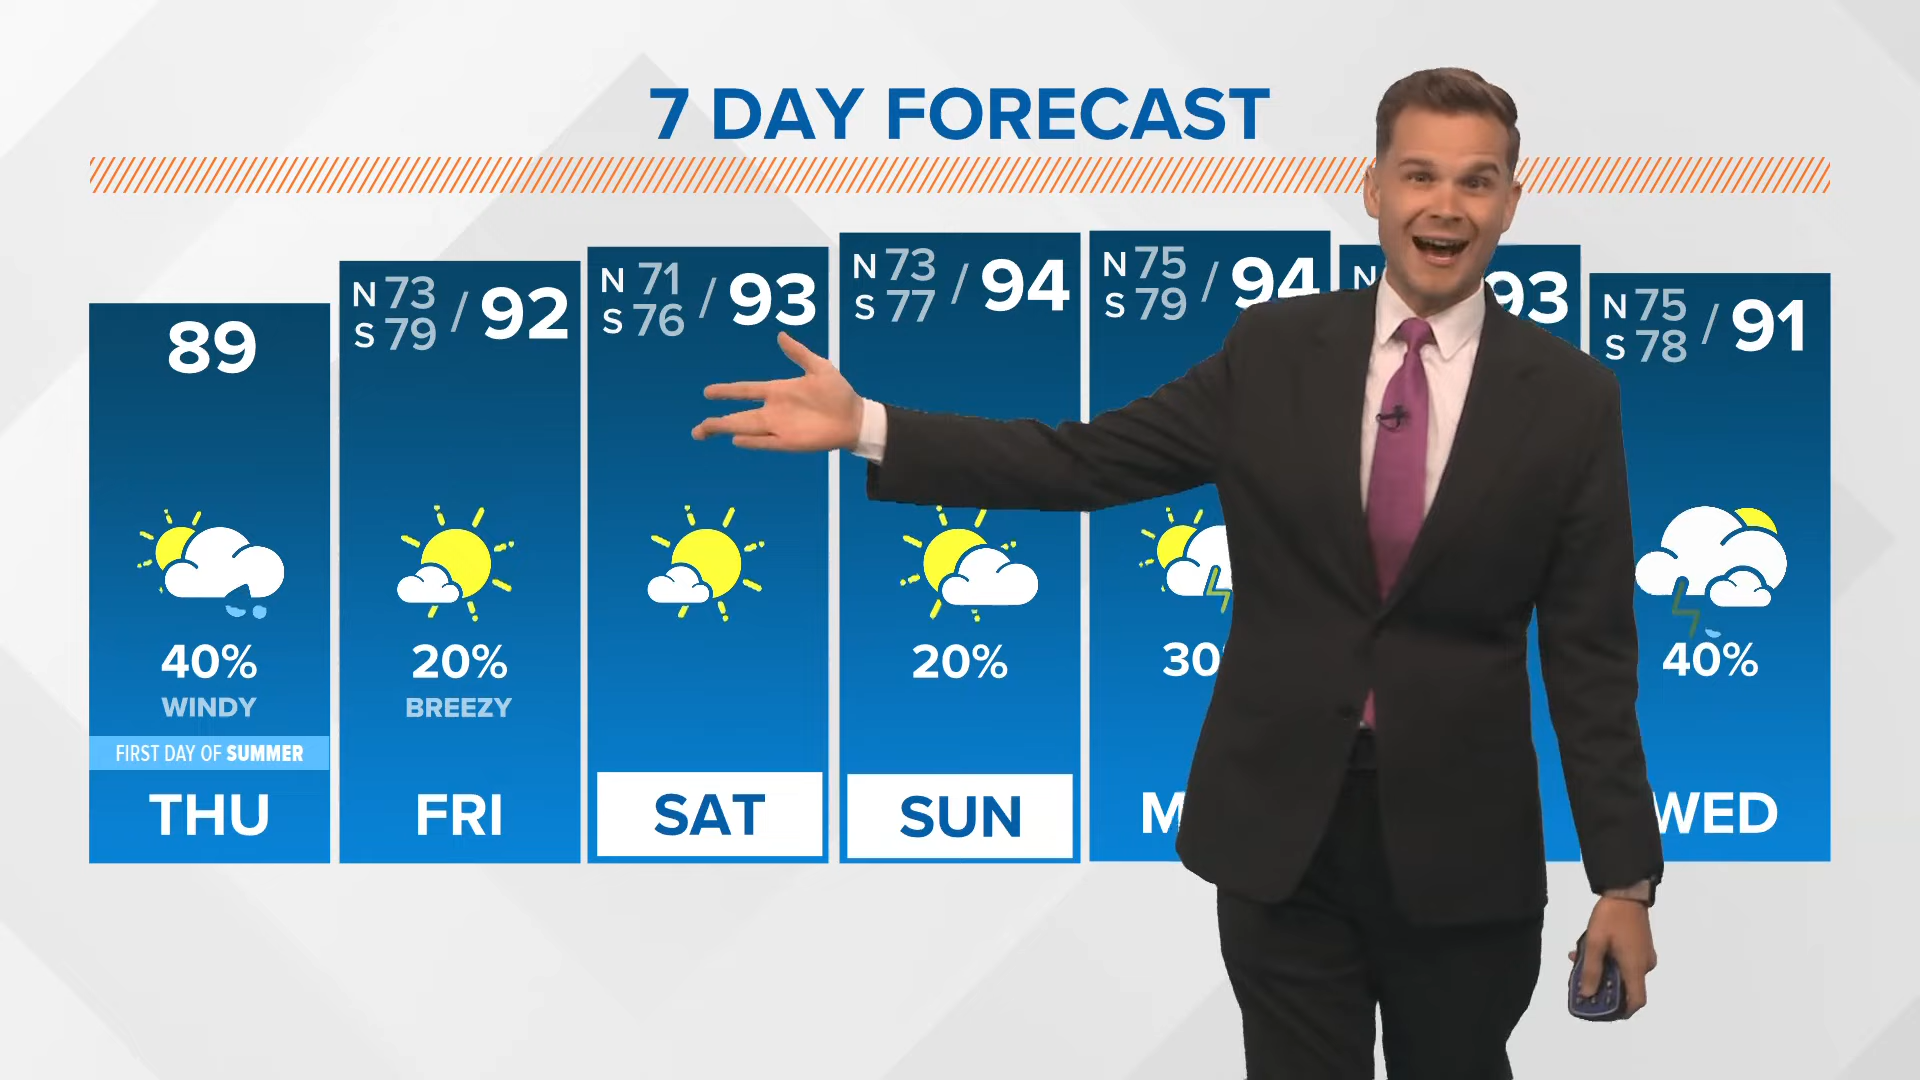 7 DAY FORECAST
89
40%
WINDY
FIRST DAY OF SUMMER
THU
N 73
S 79 / 92
20%
BREEZY
FRI
N 71
S 76 / 93
SAT
N 73
S 77 / 94
20%
SUN
N 75
S 79 / 94
30
M
N
93
N 75
S 78 / 91
40%
WED